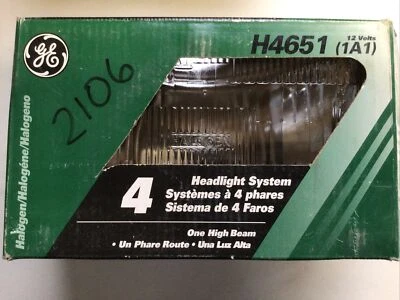 GE
H4651
12 Volts
(1A1)
2106
Halogen/Halogène/Halogeno
4
Headlight System
Systèmes à 4 phares
Sistema de 4 Faros
One High Beam
• Un Phare Route • Una Luz Alta